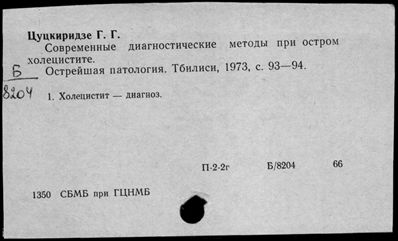 Цуцкиридзе Г. Г.
Современные диагностические методы при остром
холецистите.
Острейшая патология. Тбилиси, 1973, с. 93—94.
Б
8204
1. Холецистит — диагноз.
П-2-2г Б/8204 66
1350 СБМБ при ГЦНМБ